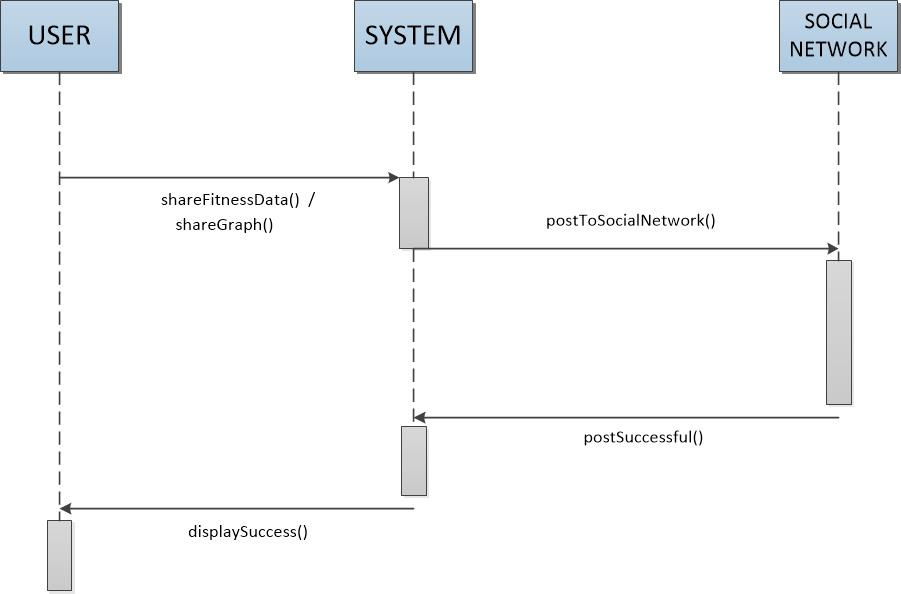 USER
SYSTEM
SOCIAL
NETWORK
shareFitnessData() /
shareGraph()
postToSocialNetwork()
postSuccessful()
displaySuccess()